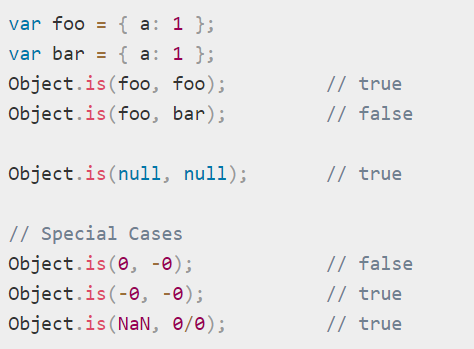 var foo = { a: 1 };
var bar = { a: 1 };
Object.is(foo, foo);         // true
Object.is(foo, bar);         // false
Object.is(null, null);       // true
// Special Cases
Object.is(0, -0);            // false
Object.is(-0, -0);           // true
Object.is(NaN, 0/0);         // true